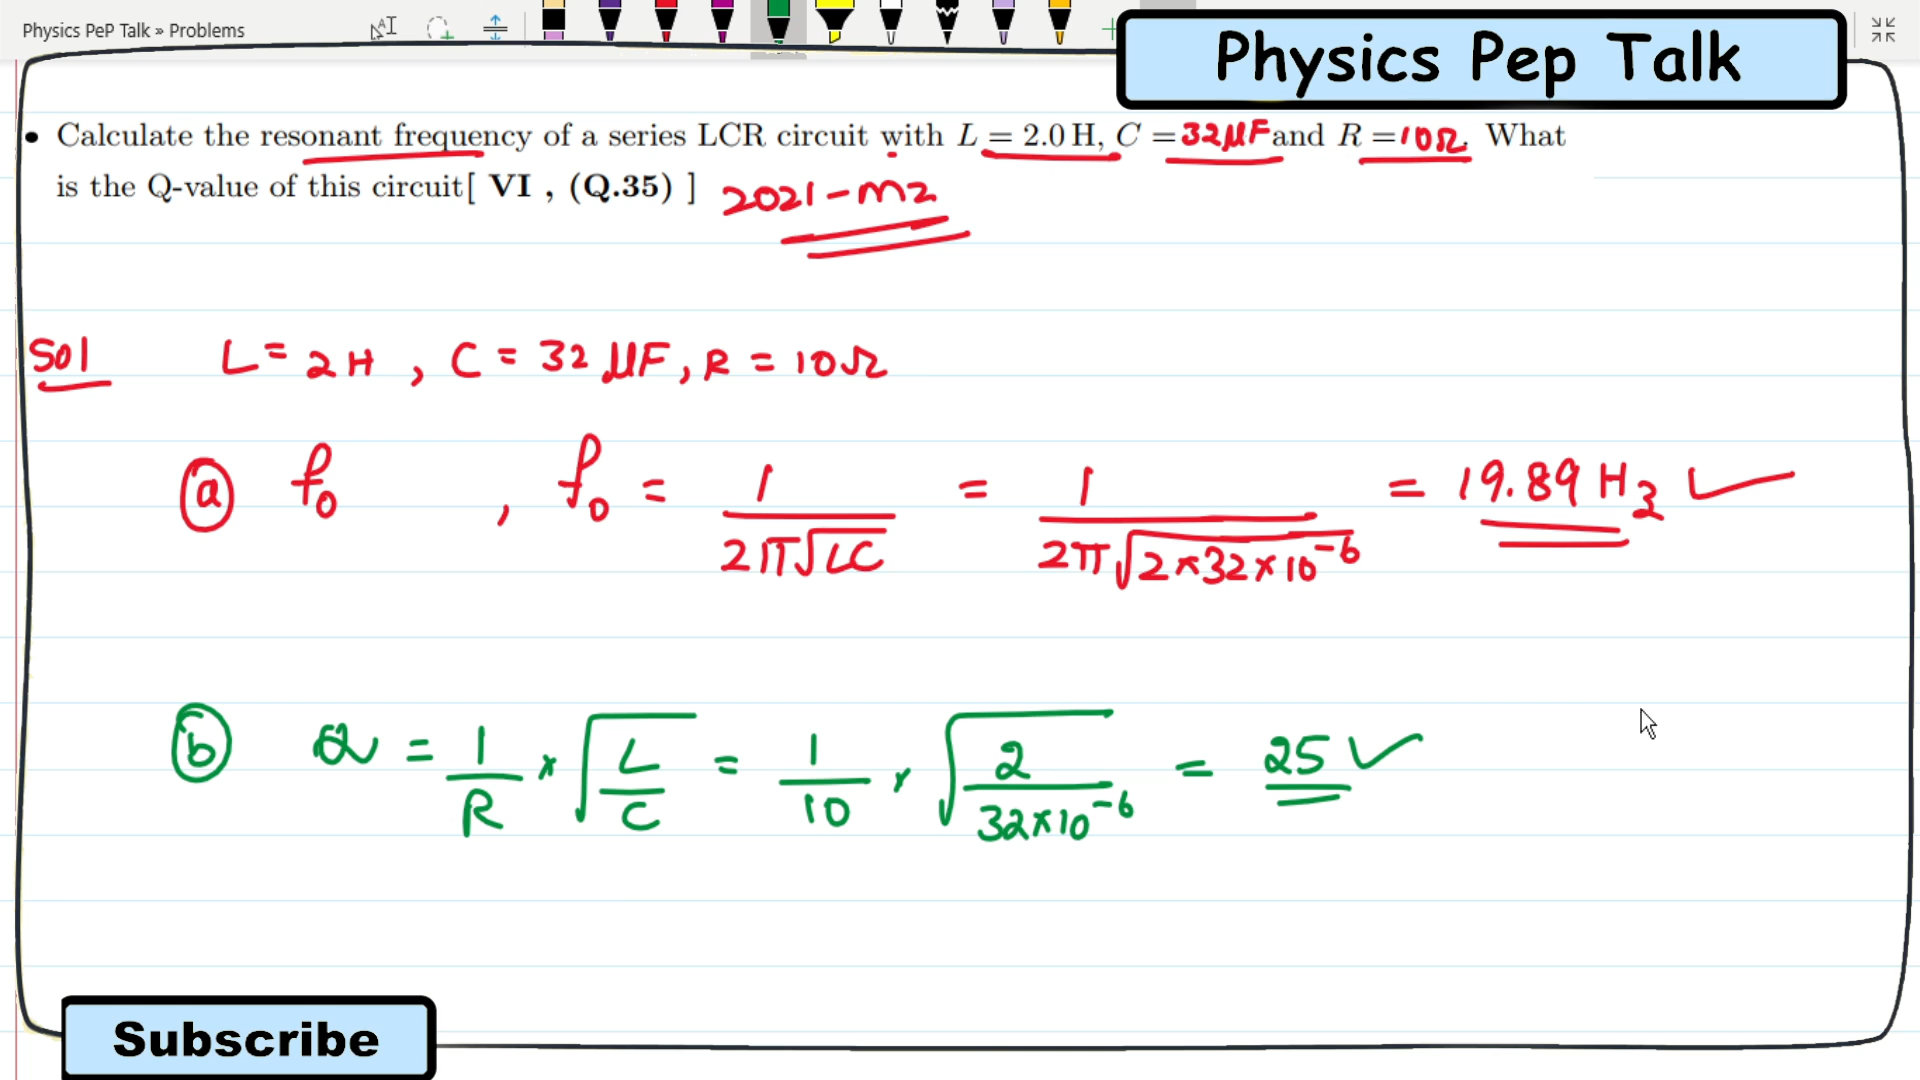 Physics PeP Talk » Problems
Physics Pep Talk
• Calculate the resonant frequency of a series LCR circuit with L = 2.0 H, C = 32 μF and R = 10Ω. What
is the Q-value of this circuit[ VI , (Q.35) ] 2021-m2
Sol L = 2H , C = 32 μF, R = 10Ω
(a) f₀ , f₀ = 1/(2π√LC) = 1/(2π√(2×32×10⁻⁶)) = 19.89 Hz ✓
(b) Q = 1/R × √(L/C) = 1/10 × √(2/(32×10⁻⁶)) = 25 ✓
Subscribe